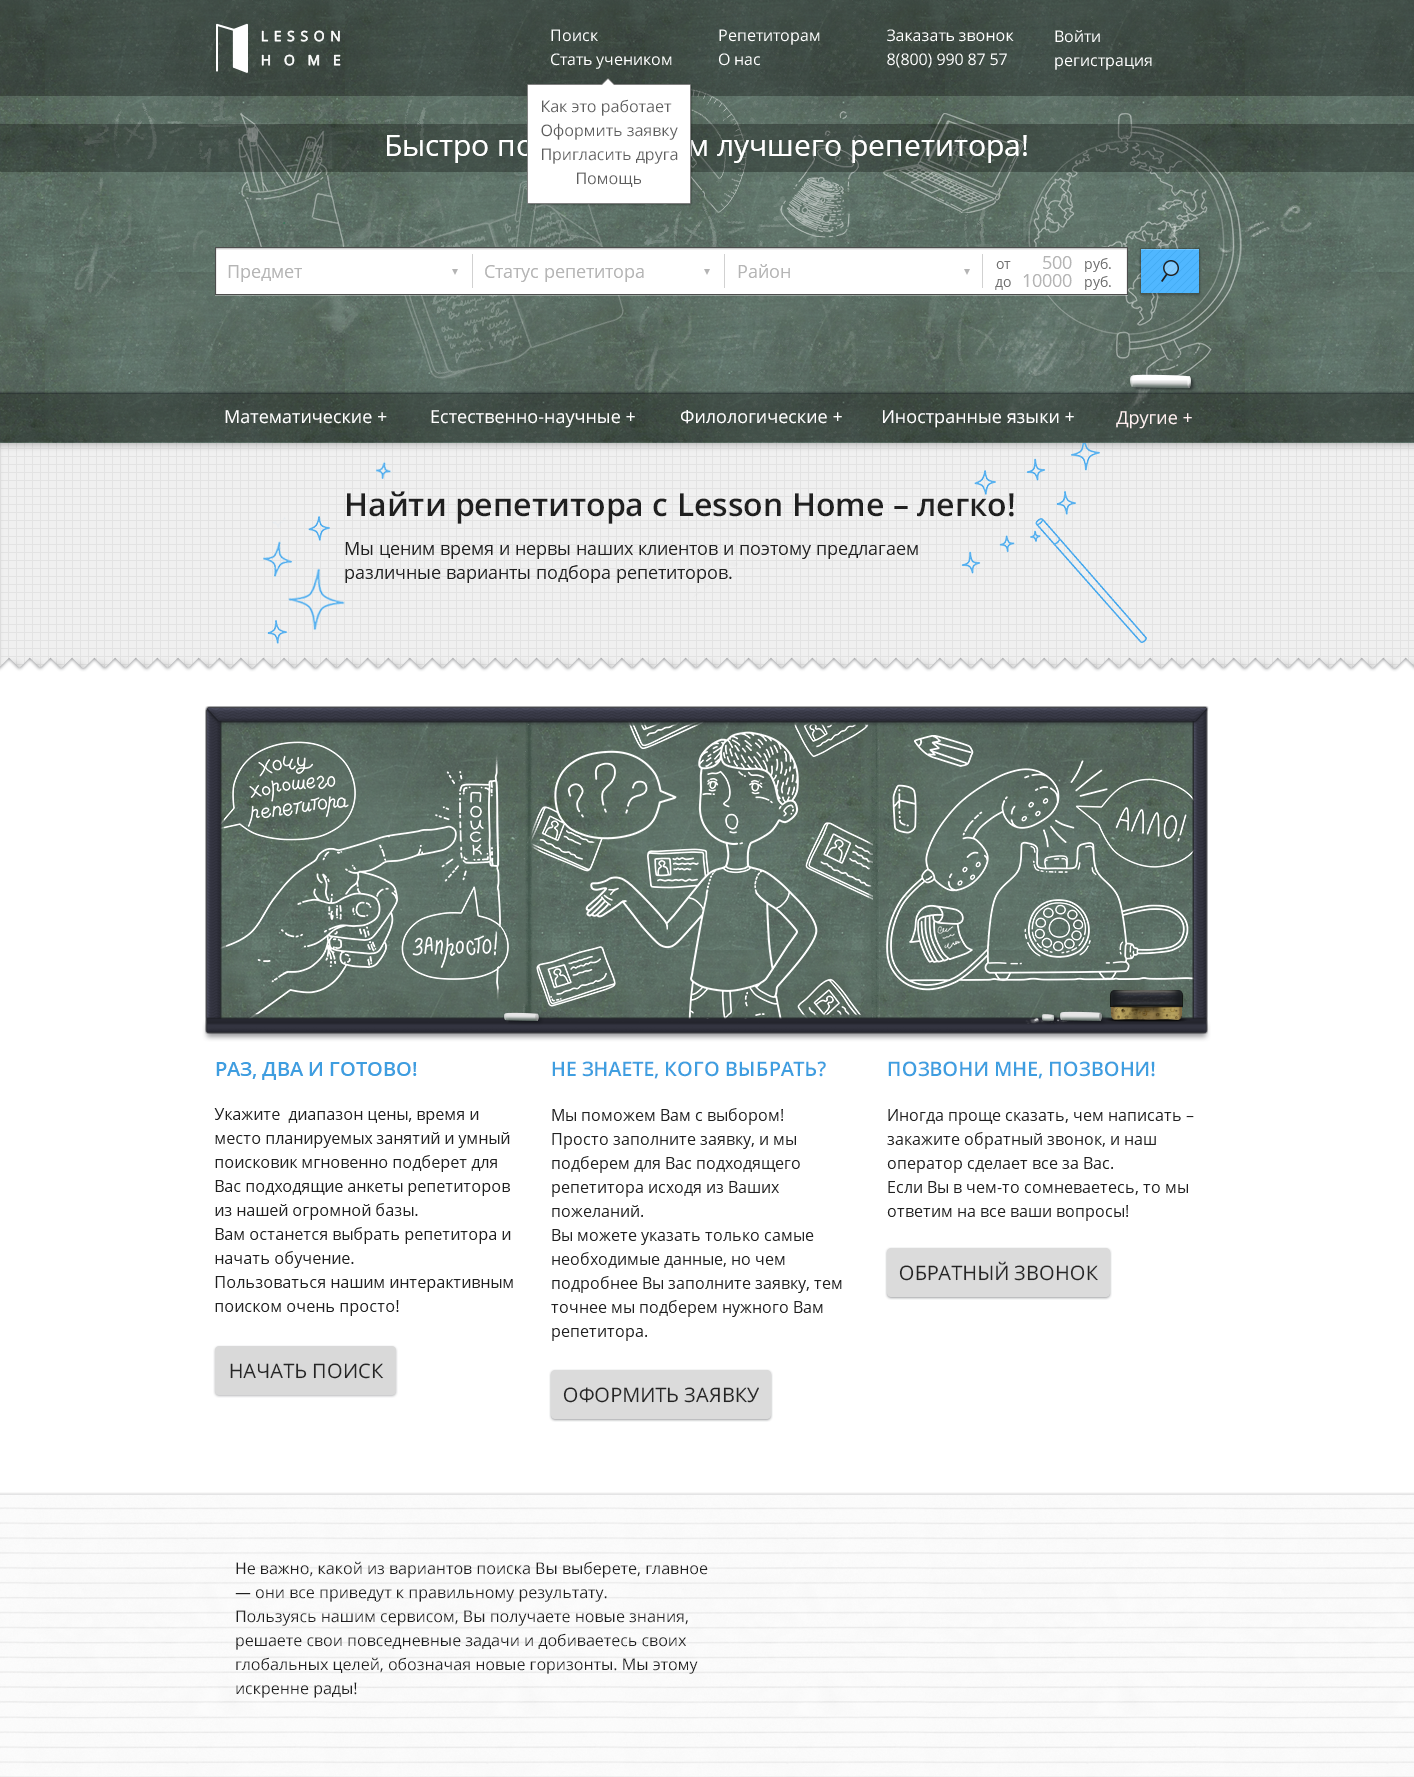 LESSON
HOME
Поиск
Стать учеником
Репетиторам
О нас
Заказать звонок
8(800) 990 87 57
Войти
регистрация
Как это работает
Оформить заявку
Пригласить друга
Помощь
Быстро по м лучшего репетитора!
Предмет
Статус репетитора
Район
от 500 руб.
до 10000 руб.
Математические +
Естественно-научные +
Филологические +
Иностранные языки +
Другие +
Найти репетитора с Lesson Home – легко!
Мы ценим время и нервы наших клиентов и поэтому предлагаем
различные варианты подбора репетиторов.
Хочу
хорошего
репетитора
ПОИСК
ЗАПРОСТО!
? ? ?
АЛЛО!
РАЗ, ДВА И ГОТОВО!
Укажите  диапазон цены, время и
место планируемых занятий и умный
поисковик мгновенно подберет для
Вас подходящие анкеты репетиторов
из нашей огромной базы.
Вам останется выбрать репетитора и
начать обучение.
Пользоваться нашим интерактивным
поиском очень просто!
НАЧАТЬ ПОИСК
НЕ ЗНАЕТЕ, КОГО ВЫБРАТЬ?
Мы поможем Вам с выбором!
Просто заполните заявку, и мы
подберем для Вас подходящего
репетитора исходя из Ваших
пожеланий.
Вы можете указать только самые
необходимые данные, но чем
подробнее Вы заполните заявку, тем
точнее мы подберем нужного Вам
репетитора.
ОФОРМИТЬ ЗАЯВКУ
ПОЗВОНИ МНЕ, ПОЗВОНИ!
Иногда проще сказать, чем написать –
закажите обратный звонок, и наш
оператор сделает все за Вас.
Если Вы в чем-то сомневаетесь, то мы
ответим на все ваши вопросы!
ОБРАТНЫЙ ЗВОНОК
Не важно, какой из вариантов поиска Вы выберете, главное
— они все приведут к правильному результату.
Пользуясь нашим сервисом, Вы получаете новые знания,
решаете свои повседневные задачи и добиваетесь своих
глобальных целей, обозначая новые горизонты. Мы этому
искренне рады!